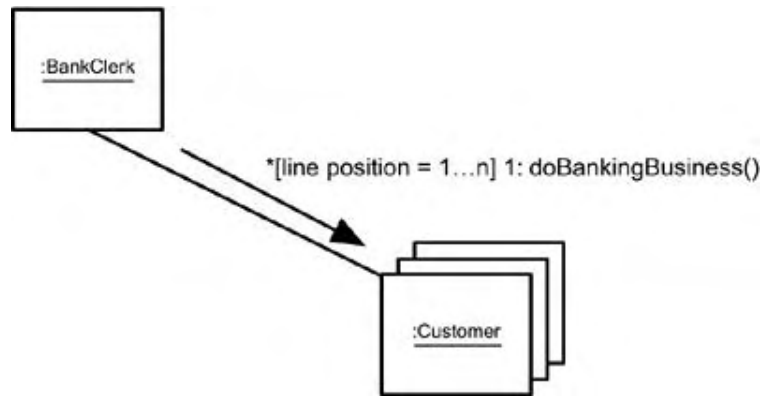 :BankClerk
*[line position = 1...n] 1: doBankingBusiness()
:Customer